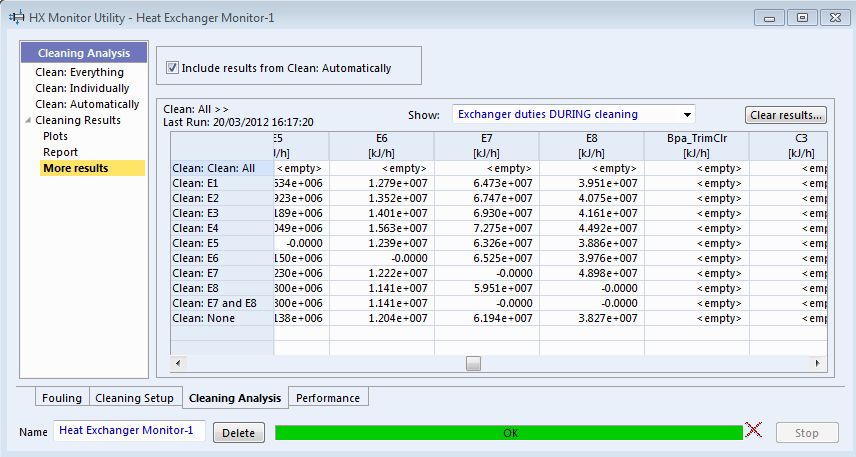 HX Monitor Utility - Heat Exchanger Monitor-1
Cleaning Analysis
Clean: Everything
Clean: Individually
Clean: Automatically
Cleaning Results
Plots
Report
More results
Include results from Clean: Automatically
Clean: All >>
Last Run: 20/03/2012 16:17:20
Show: Exchanger duties DURING cleaning
Clear results...
E5 E6 E7 E8 Bpa_TrimClr C3
[kJ/h] [kJ/h] [kJ/h] [kJ/h] [kJ/h]
Clean: Clean: All <empty> <empty> <empty> <empty> <empty> <emp
Clean: E1 634e+006 1.279e+007 6.473e+007 3.951e+007 <empty> <emp
Clean: E2 923e+006 1.352e+007 6.747e+007 4.075e+007 <empty> <emp
Clean: E3 189e+006 1.401e+007 6.930e+007 4.161e+007 <empty> <emp
Clean: E4 049e+006 1.563e+007 7.275e+007 4.492e+007 <empty> <emp
Clean: E5 -0.0000 1.239e+007 6.326e+007 3.886e+007 <empty> <emp
Clean: E6 150e+006 -0.0000 6.525e+007 3.976e+007 <empty> <emp
Clean: E7 230e+006 1.222e+007 -0.0000 4.898e+007 <empty> <emp
Clean: E8 800e+006 1.141e+007 5.951e+007 -0.0000 <empty> <emp
Clean: E7 and E8 800e+006 1.141e+007 -0.0000 -0.0000 <empty> <emp
Clean: None 138e+006 1.204e+007 6.194e+007 3.827e+007 <empty> <emp
Fouling Cleaning Setup Cleaning Analysis Performance
Name Heat Exchanger Monitor-1 Delete OK Stop